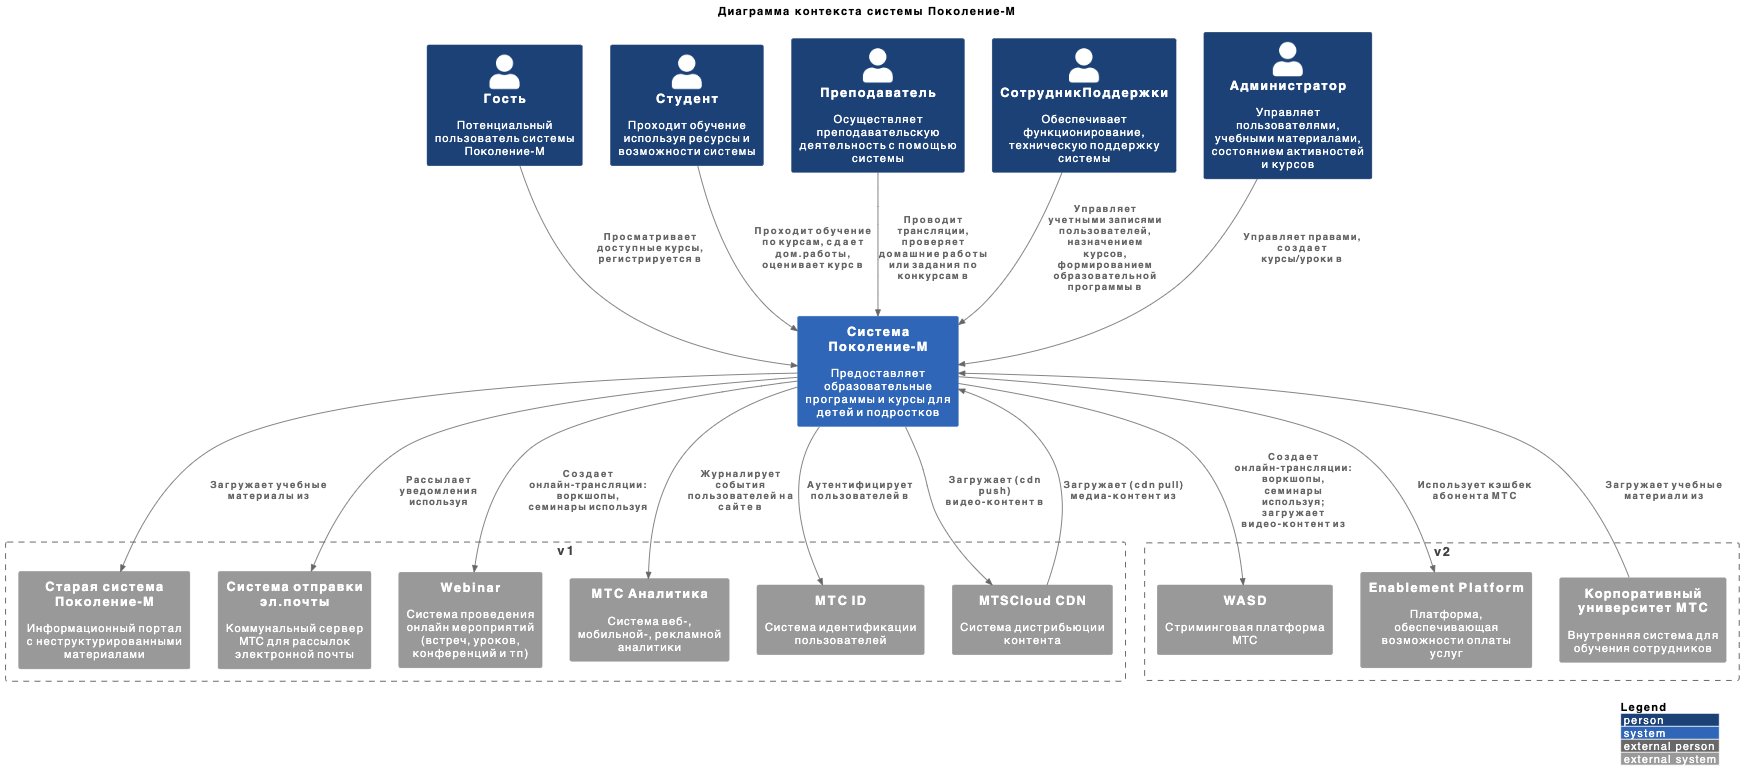 Диаграмма контекста системы Поколение-М
Гость
Потенциальный
пользователь системы
Поколение-М
Студент
Проходит обучение
используя ресурсы и
возможности системы
Преподаватель
Осуществляет
преподавательскую
деятельность с помощью
системы
СотрудникПоддержки
Обеспечивает
функционирование,
техническую поддержку
системы
Администратор
Управляет
пользователями,
учебными материалами,
состоянием активностей
и курсов
Просматривает
доступные курсы,
регистрируется в
Проходит обучение
по курсам, сдает
дом.работы,
оценивает курс в
Проводит
трансляции,
проверяет
домашние работы
или задания по
конкурсам в
Управляет
учетными записями
пользователей,
назначением
курсов,
формированием
образовательной
программы в
Управляет правами,
создает
курсы/уроки в
Система
Поколение-М
Предоставляет
образовательные
программы и курсы для
детей и подростков
Загружает учебные
материалы из
Рассылает
уведомления
используя
Создает
онлайн-трансляции:
воркшопы,
семинары используя
Журналирует
события
пользователей на
сайте в
Аутентифицирует
пользователей в
Загружает (cdn
push)
видео-контент в
Загружает (cdn pull)
медиа-контент из
Создает
онлайн-трансляции:
воркшопы,
семинары
используя;
загружает
видео-контент из
Использует кэшбек
абонента МТС
Загружает учебные
материали из
v1
Старая система
Поколение-М
Информационный портал
с неструктурированными
материалами
Система отправки
эл.почты
Коммунальный сервер
МТС для рассылок
электронной почты
Webinar
Система проведения
онлайн мероприятий
(встреч, уроков,
конференций и тп)
МТС Аналитика
Система веб-,
мобильной-, рекламной
аналитики
МТС ID
Система идентификации
пользователей
MTSCloud CDN
Система дистрибьюции
контента
v2
WASD
Стриминговая платформа
МТС
Enablement Platform
Платформа,
обеспечивающая
возможности оплаты
услуг
Корпоративный
университет МТС
Внутренняя система для
обучения сотрудников
Legend
person
system
external person
external system